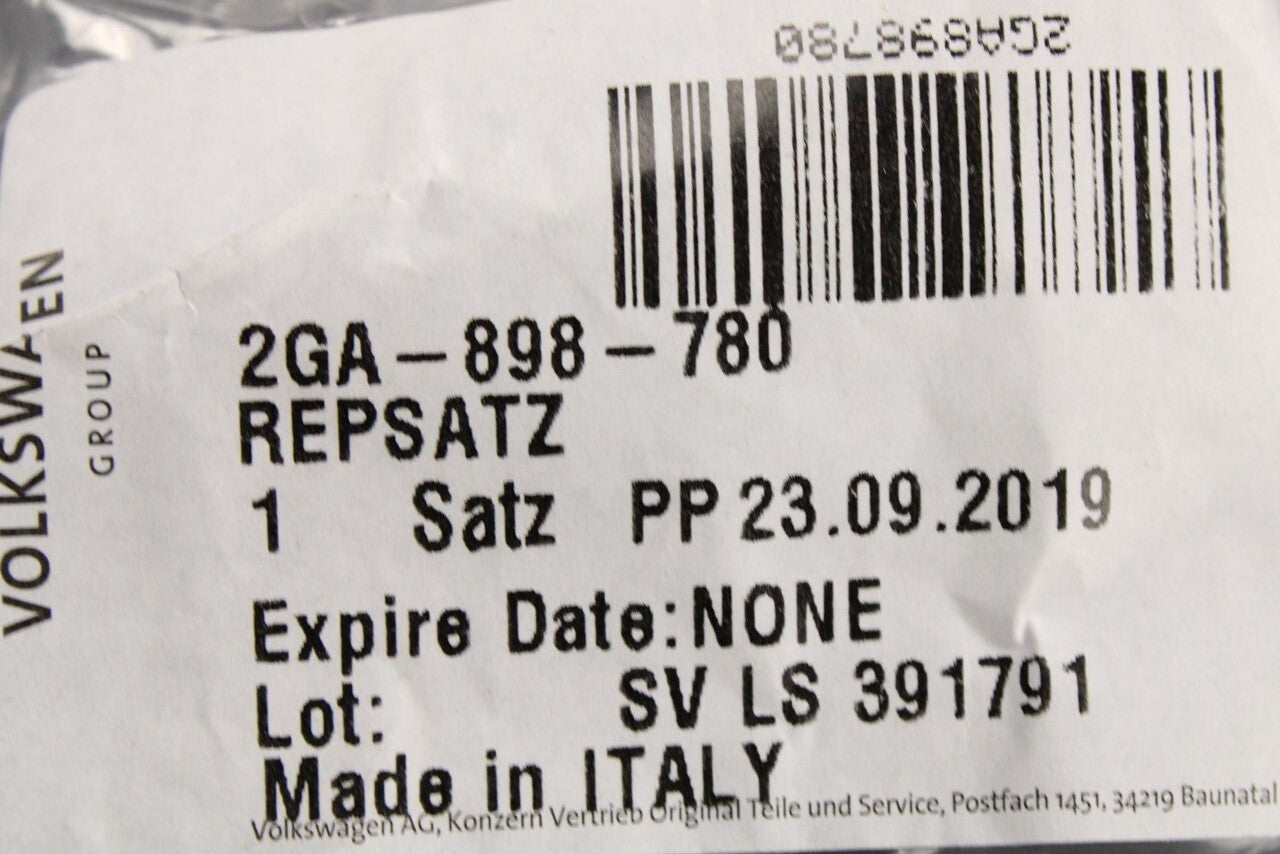 2GA898780
2GA-898-780
REPSATZ
1 Satz PP 23.09.2019
Expire Date:NONE
Lot: SV LS 391791
Made in ITALY
Volkswagen AG, Konzern Vertrieb Original Teile und Service, Postfach 1451, 34219 Baunatal
GROUP